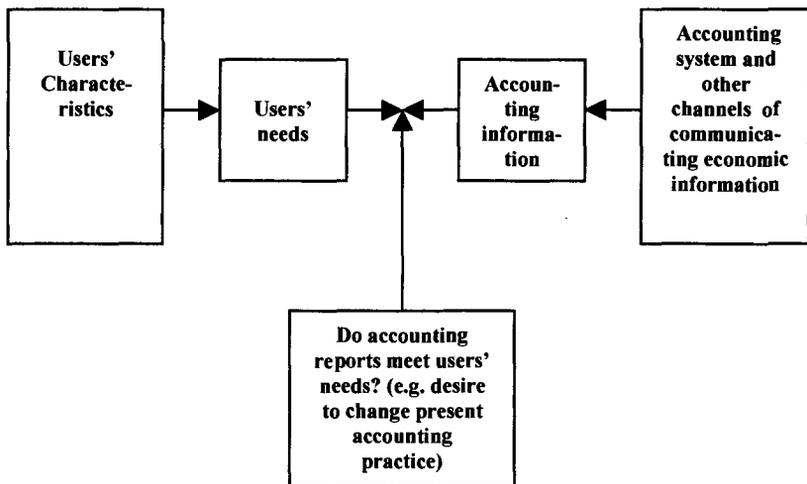 Users'
Characte-
ristics
Users'
needs
Accoun-
ting
informa-
tion
Accounting
system and
other
channels of
communica-
ting economic
information
Do accounting
reports meet users'
needs? (e.g. desire
to change present
accounting
practice)